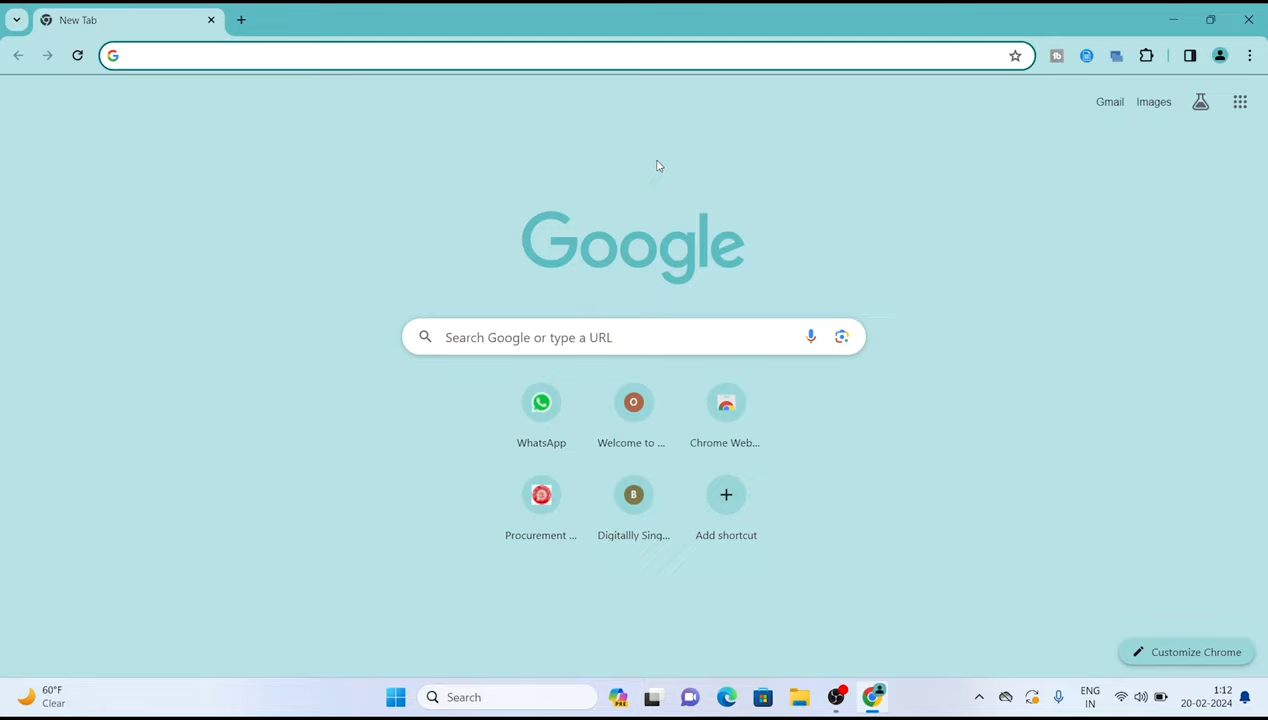 New Tab
Gmail
Images
Google
Search Google or type a URL
WhatsApp
Welcome to ...
Chrome Web...
O
Procurement ...
Digitallly Sing...
Add shortcut
B
Customize Chrome
60°F
Clear
Search
PRE
ENG
IN
1:12
20-02-2024